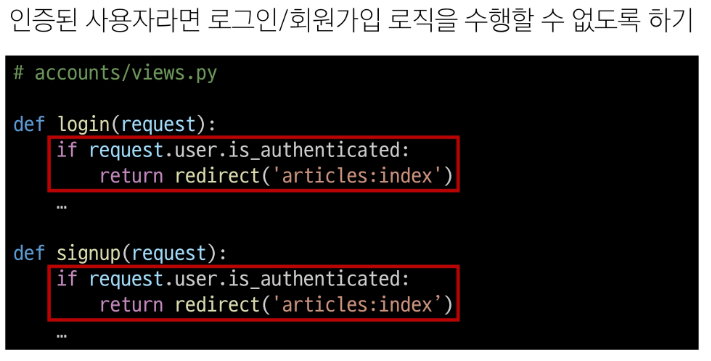 인증된 사용자라면 로그인/회원가입 로직을 수행할 수 없도록 하기
# accounts/views.py
def login(request):
    if request.user.is_authenticated:
        return redirect('articles:index')
    …
def signup(request):
    if request.user.is_authenticated:
        return redirect('articles:index’)
    …